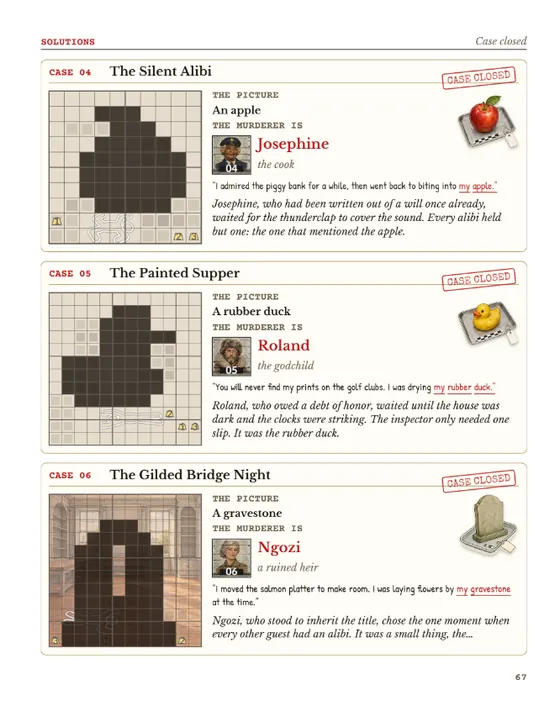 SOLUTIONS
Case closed
CASE 04 The Silent Alibi
CASE CLOSED
THE PICTURE
An apple
THE MURDERER IS
Josephine
04
the cook
"I admired the piggy bank for a while, then went back to biting into my apple."
Josephine, who had been written out of a will once already,
waited for the thunderclap to cover the sound. Every alibi held
but one: the one that mentioned the apple.
1
2 3
CASE 05 The Painted Supper
CASE CLOSED
THE PICTURE
A rubber duck
THE MURDERER IS
Roland
05
the godchild
"You will never find my prints on the golf clubs. I was drying my rubber duck."
Roland, who owed a debt of honor, waited until the house was
dark and the clocks were striking. The inspector only needed one
slip. It was the rubber duck.
2
1 3
CASE 06 The Gilded Bridge Night
CASE CLOSED
THE PICTURE
A gravestone
THE MURDERER IS
Ngozi
06
a ruined heir
"I moved the salmon platter to make room. I was laying flowers by my gravestone
at the time."
Ngozi, who stood to inherit the title, chose the one moment when
every other guest had an alibi. It was a small thing, the...
2
67